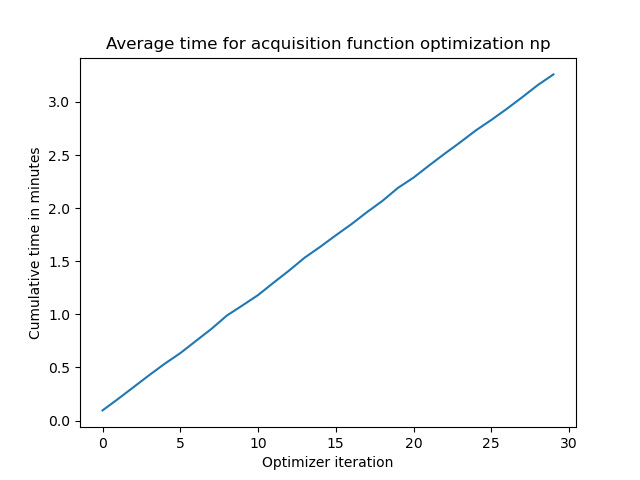 Average time for acquisition function optimization np
Cumulative time in minutes
3.0
2.5
2.0
1.5
1.0
0.5
0.0
0 5 10 15 20 25 30
Optimizer iteration